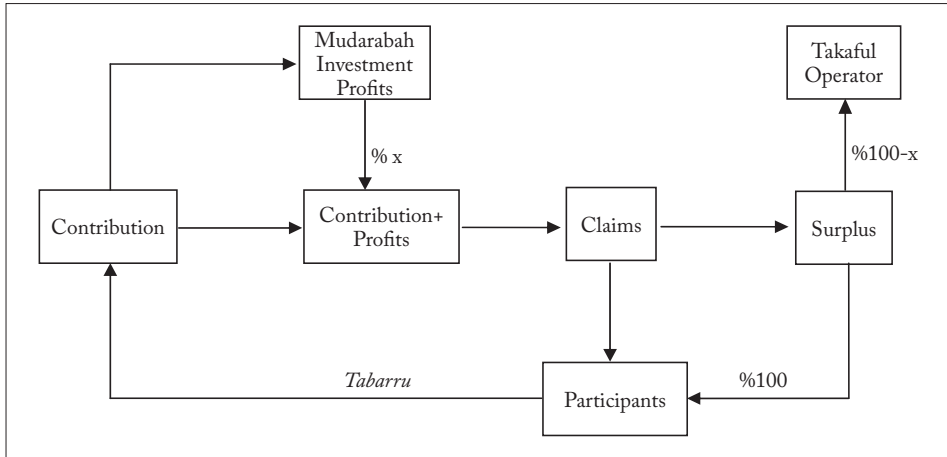 Mudarabah
Investment
Profits
Takaful
Operator
% x
%100-x
Contribution
Contribution+
Profits
Claims
Surplus
Tabarru
Participants
%100